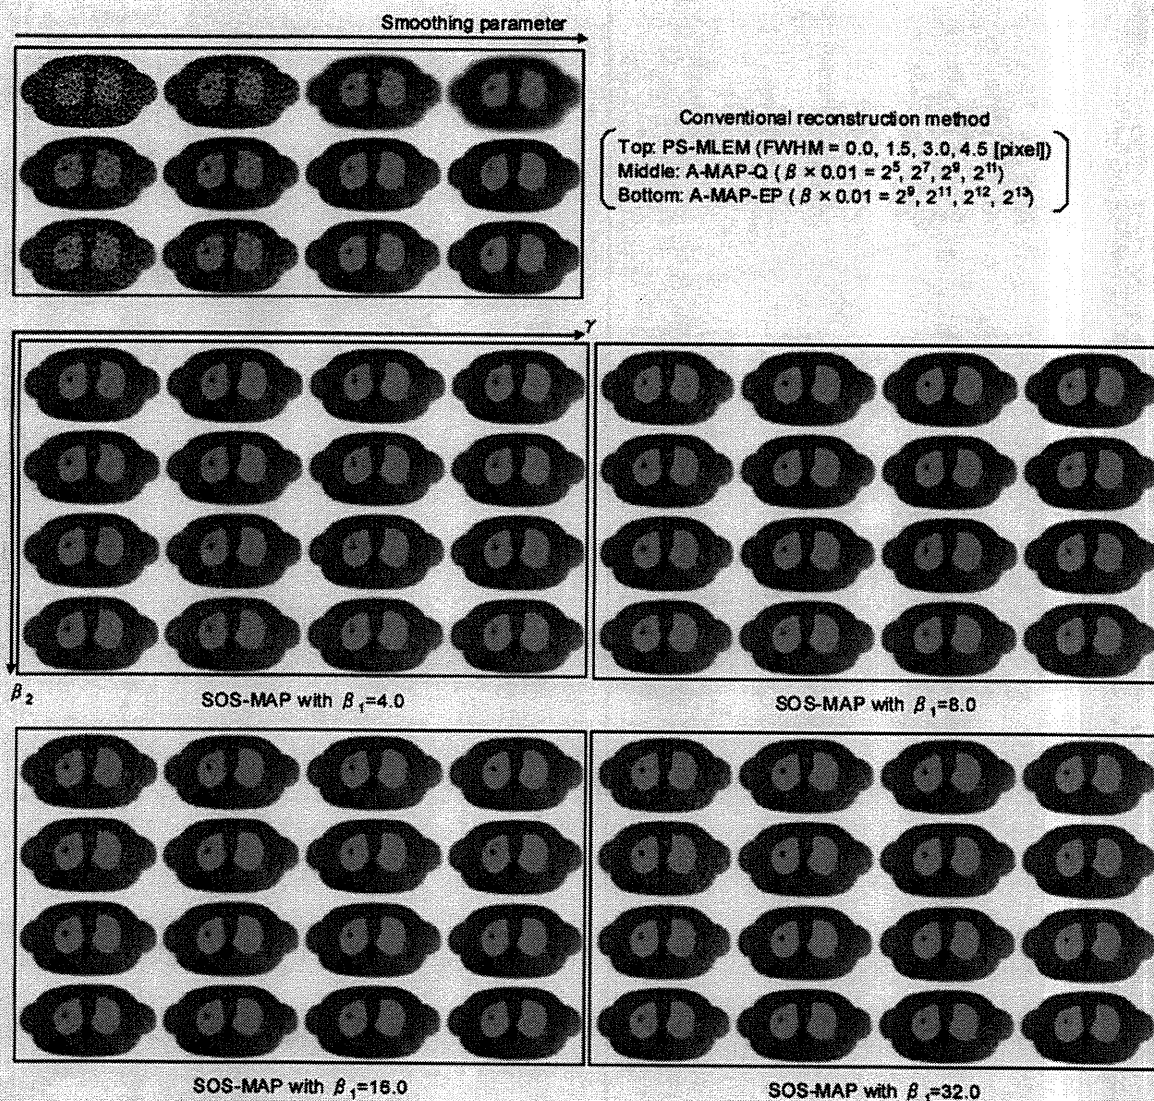 Smoothing parameter
Conventional reconstruction method
Top: PS-MLEM (FWHM = 0.0, 1.5, 3.0, 4.5 [pixel])
Middle: A-MAP-Q ( β × 0.01 = 2⁵, 2⁷, 2⁹, 2¹¹)
Bottom: A-MAP-EP ( β × 0.01 = 2⁹, 2¹¹, 2¹², 2¹³)
γ
β₂
SOS-MAP with β₁=4.0
SOS-MAP with β₁=8.0
SOS-MAP with β₁=16.0
SOS-MAP with β₁=32.0